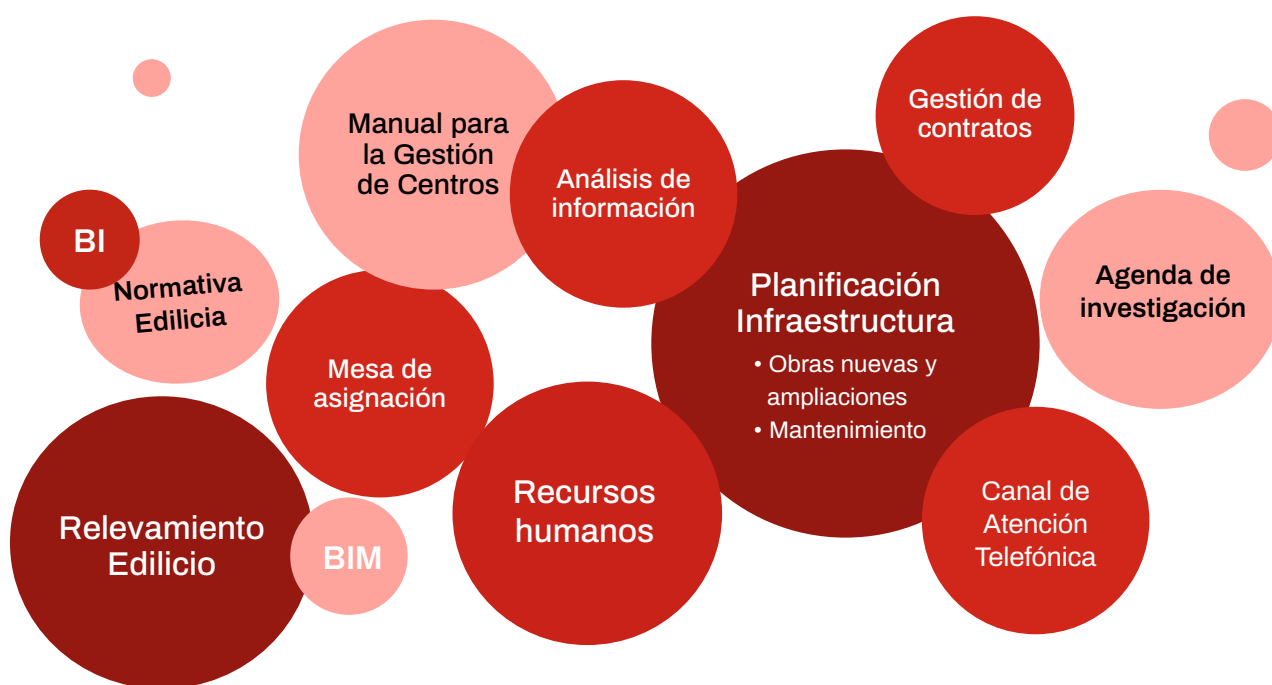 Manual para
la Gestión
de Centros
Análisis de
información
Gestión de
contratos
BI
Normativa
Edilicia
Planificación
Infraestructura
• Obras nuevas y
ampliaciones
• Mantenimiento
Agenda de
investigación
Mesa de
asignación
Relevamiento
Edilicio
BIM
Recursos
humanos
Canal de
Atención
Telefónica